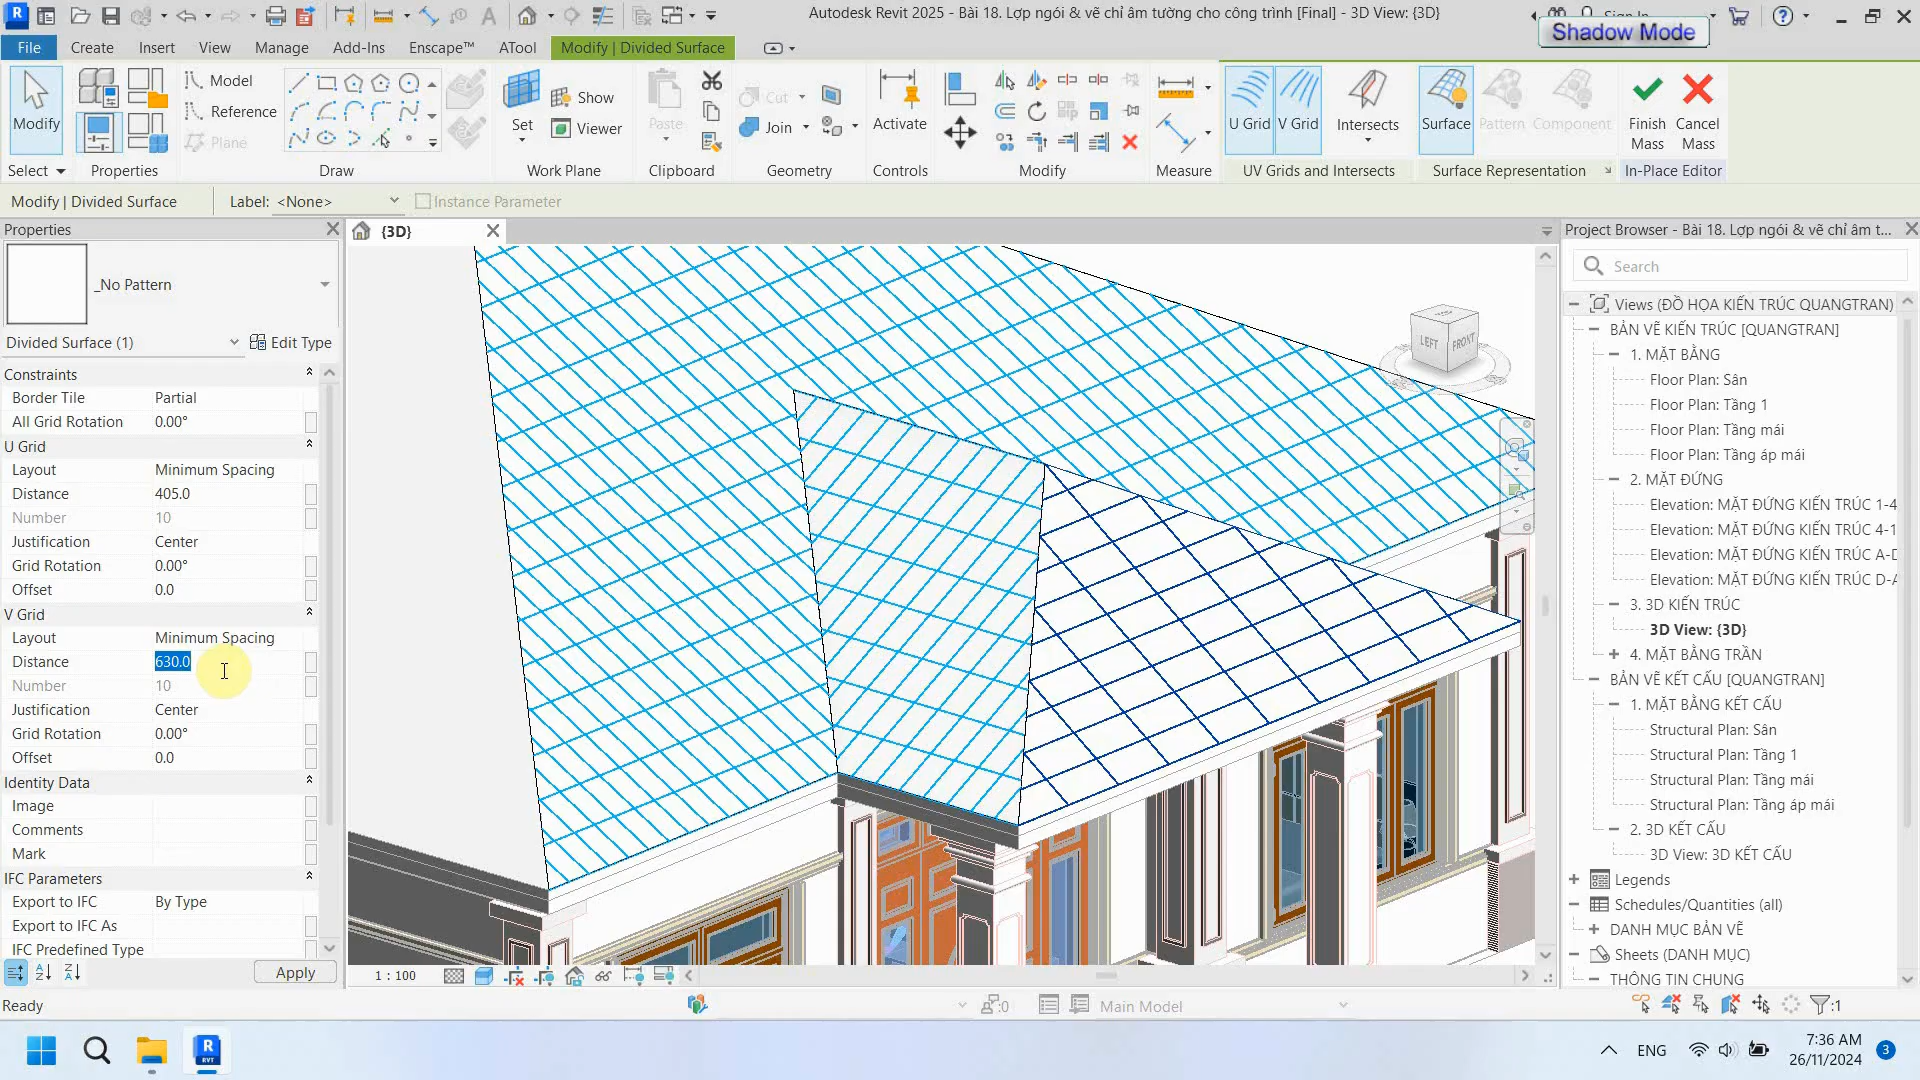 Autodesk Revit 2025 - Bài 18. Lợp ngói & vẽ chỉ âm tường cho công trình [Final] - 3D View: {3D}
Shadow Mode
File Create Insert View Manage Add-Ins Enscape™ ATool Modify | Divided Surface
Modify
Select
Properties
Model
Reference
Plane
Draw
Set
Show
Viewer
Work Plane
Paste
Clipboard
Cut
Join
Geometry
Activate
Controls
Modify
Measure
U Grid V Grid Intersects
UV Grids and Intersects
Surface Pattern Component
Surface Representation
Finish Mass
Cancel Mass
In-Place Editor
Modify | Divided Surface Label: <None> Instance Parameter
Properties
_No Pattern
Divided Surface (1) Edit Type
Constraints
Border Tile Partial
All Grid Rotation 0.00°
U Grid
Layout Minimum Spacing
Distance 405.0
Number 10
Justification Center
Grid Rotation 0.00°
Offset 0.0
V Grid
Layout Minimum Spacing
Distance 630.0
Number 10
Justification Center
Grid Rotation 0.00°
Offset 0.0
Identity Data
Image
Comments
Mark
IFC Parameters
Export to IFC By Type
Export to IFC As
IFC Predefined Type
Apply
{3D}
LEFT FRONT
1 : 100
Project Browser - Bài 18. Lợp ngói & vẽ chỉ âm t...
Search
Views (ĐỒ HỌA KIẾN TRÚC QUANGTRAN)
BẢN VẼ KIẾN TRÚC [QUANGTRAN]
1. MẶT BẰNG
Floor Plan: Sân
Floor Plan: Tầng 1
Floor Plan: Tầng mái
Floor Plan: Tầng áp mái
2. MẶT ĐỨNG
Elevation: MẶT ĐỨNG KIẾN TRÚC 1-4
Elevation: MẶT ĐỨNG KIẾN TRÚC 4-1
Elevation: MẶT ĐỨNG KIẾN TRÚC A-D
Elevation: MẶT ĐỨNG KIẾN TRÚC D-A
3. 3D KIẾN TRÚC
3D View: {3D}
4. MẶT BẰNG TRẦN
BẢN VẼ KẾT CẤU [QUANGTRAN]
1. MẶT BẰNG KẾT CẤU
Structural Plan: Sân
Structural Plan: Tầng 1
Structural Plan: Tầng mái
Structural Plan: Tầng áp mái
2. 3D KẾT CẤU
3D View: 3D KẾT CẤU
Legends
Schedules/Quantities (all)
DANH MỤC BẢN VẼ
Sheets (DANH MỤC)
THÔNG TIN CHUNG
Ready
:0
Main Model
:1
ENG
7:36 AM
26/11/2024
3